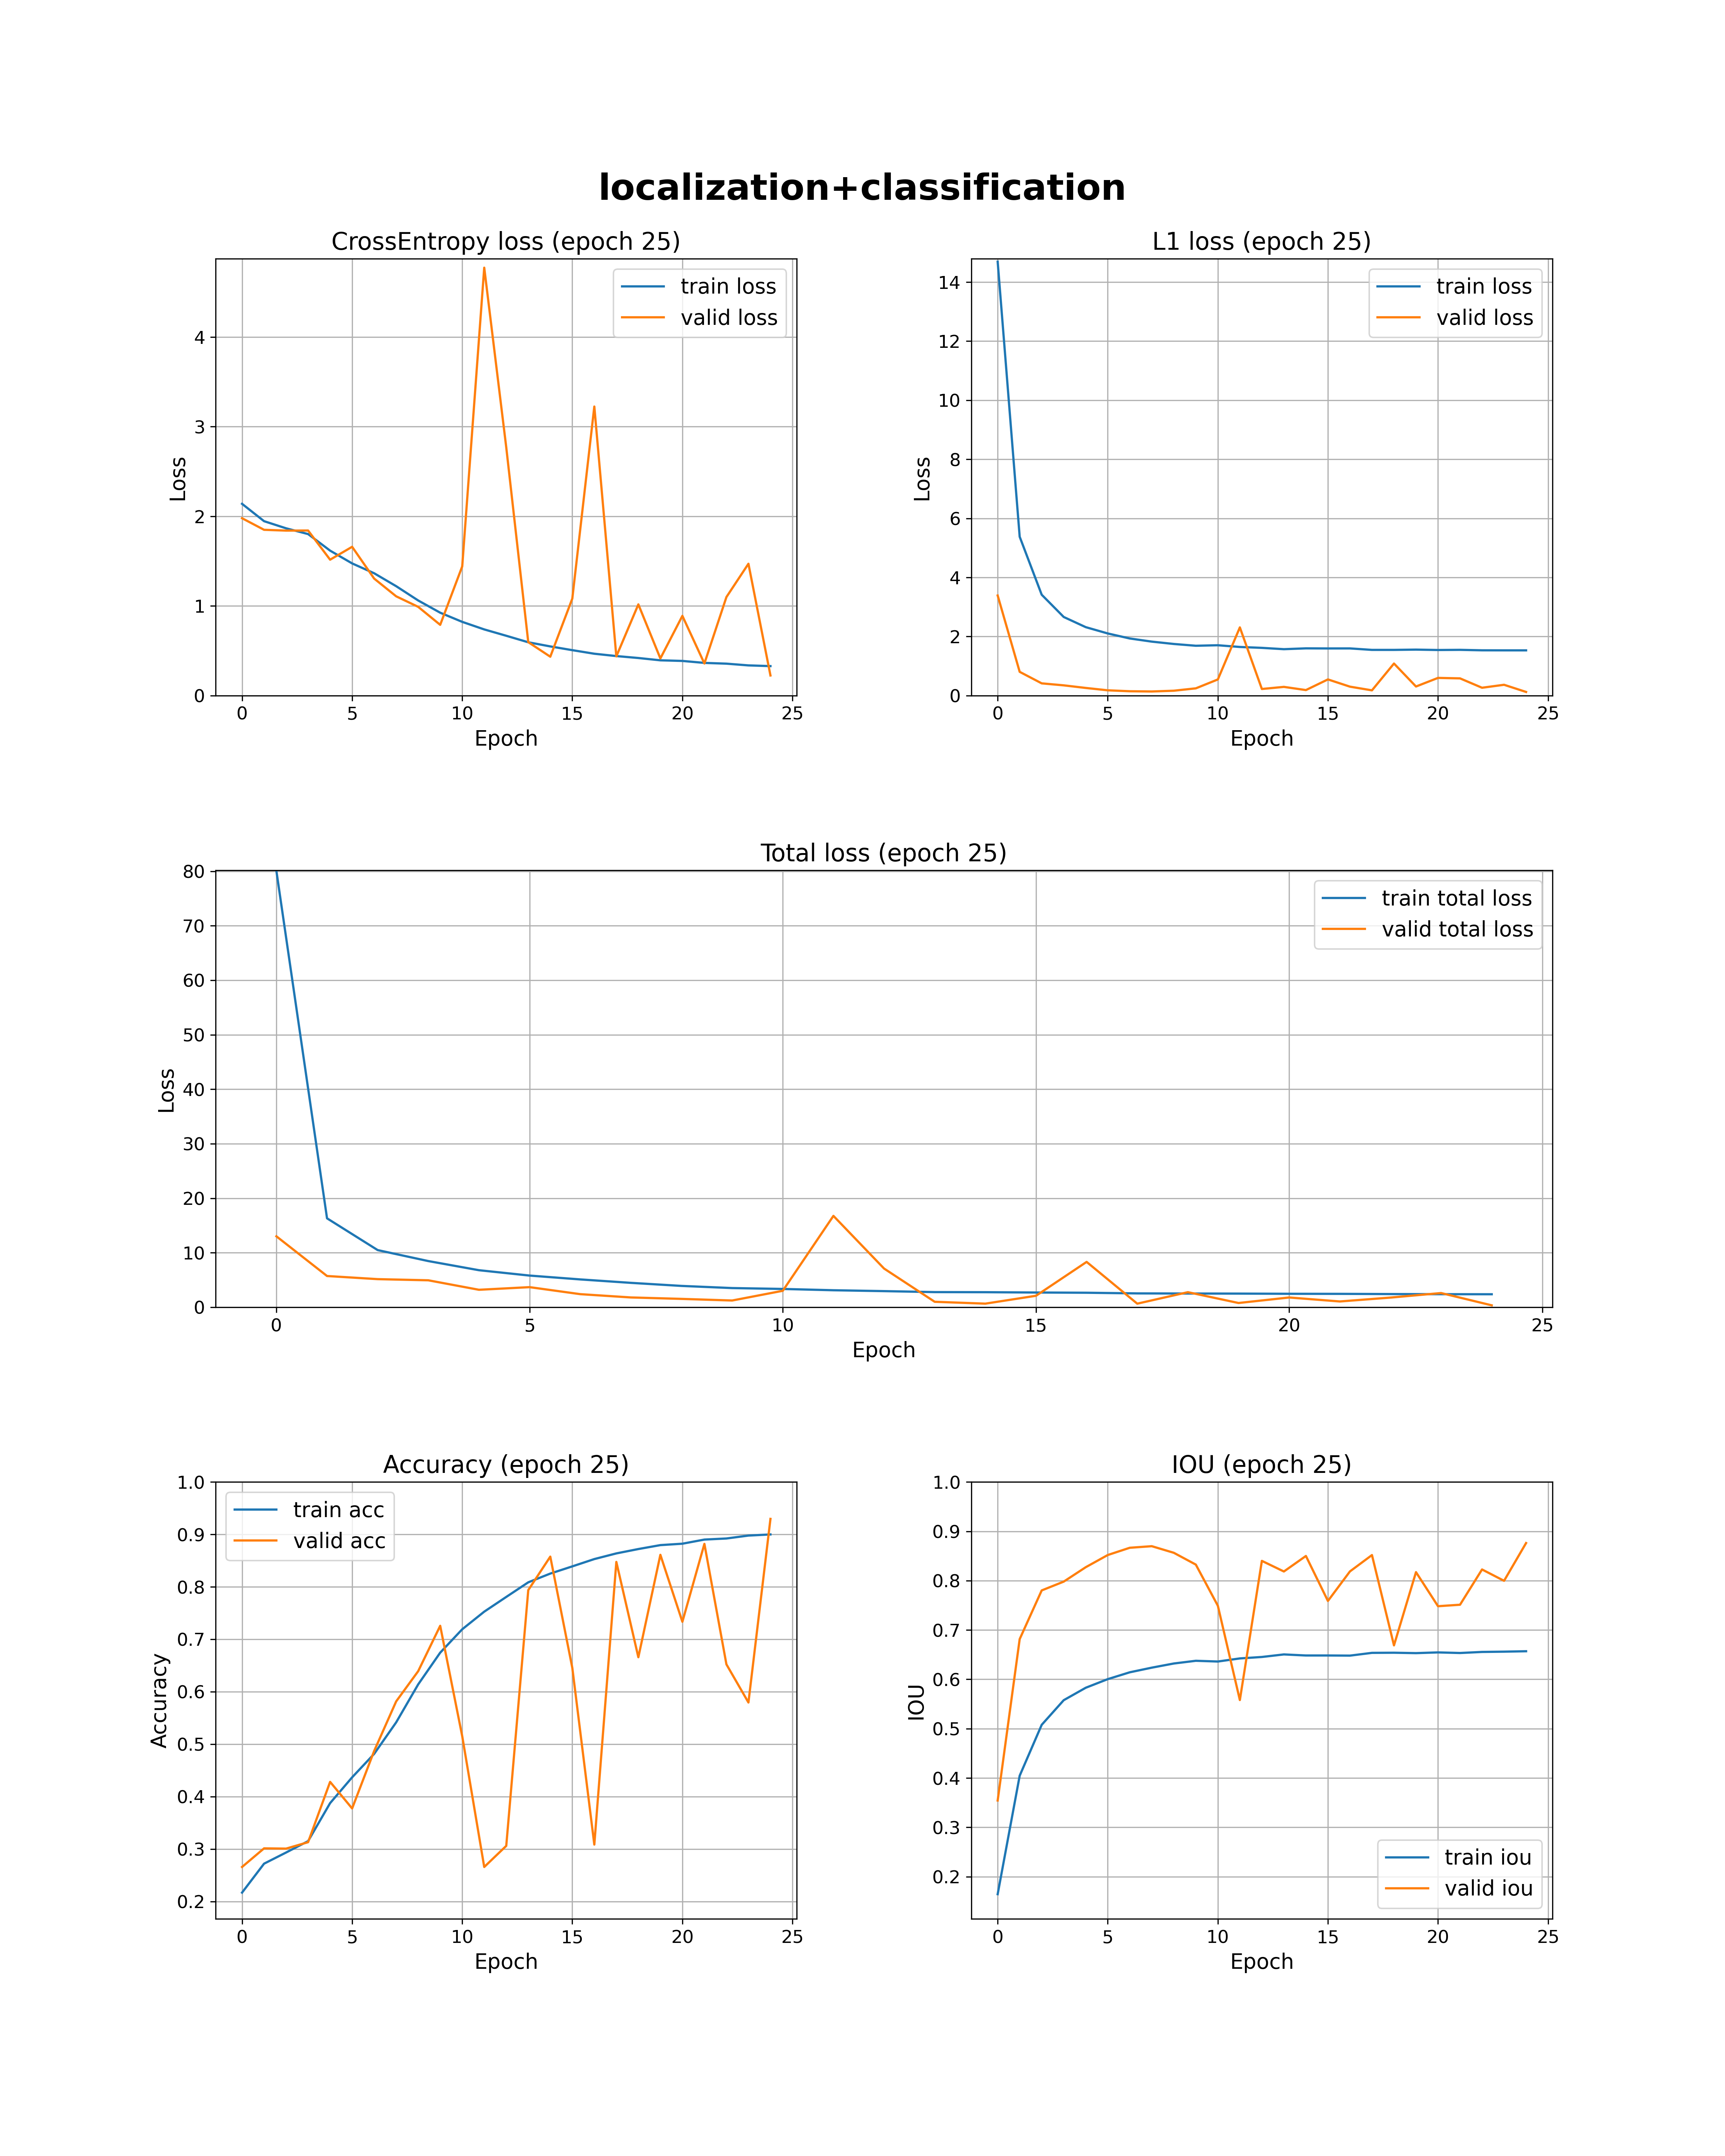 localization+classification
CrossEntropy loss (epoch 25)
train loss
valid loss
4
3
2
1
0
Loss
0 5 10 15 20 25
Epoch
L1 loss (epoch 25)
train loss
valid loss
14
12
10
8
6
4
2
0
Loss
0 5 10 15 20 25
Epoch
Total loss (epoch 25)
train total loss
valid total loss
80
70
60
50
40
30
20
10
0
Loss
0 5 10 15 20 25
Epoch
Accuracy (epoch 25)
train acc
valid acc
1.0
0.9
0.8
0.7
0.6
0.5
0.4
0.3
0.2
Accuracy
0 5 10 15 20 25
Epoch
IOU (epoch 25)
1.0
0.9
0.8
0.7
0.6
0.5
0.4
0.3
0.2
IOU
train iou
valid iou
0 5 10 15 20 25
Epoch